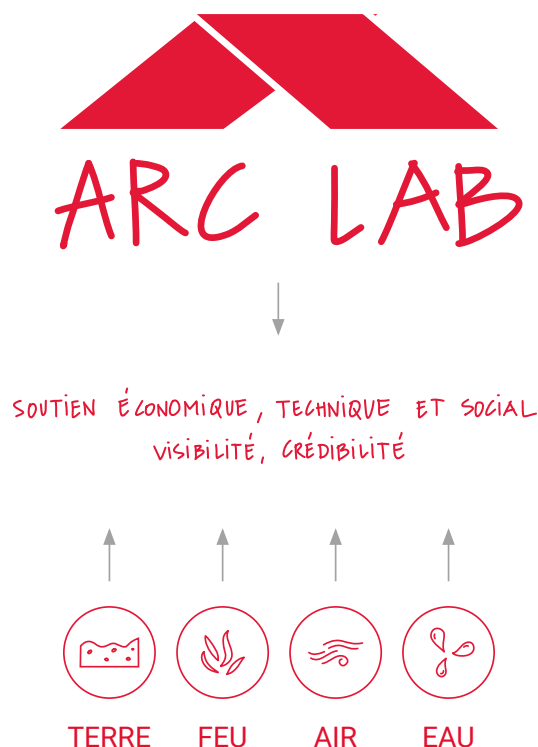 ARC LAB
SOUTIEN ÉCONOMIQUE, TECHNIQUE ET SOCIAL
VISIBILITÉ, CRÉDIBILITÉ
TERRE FEU AIR EAU